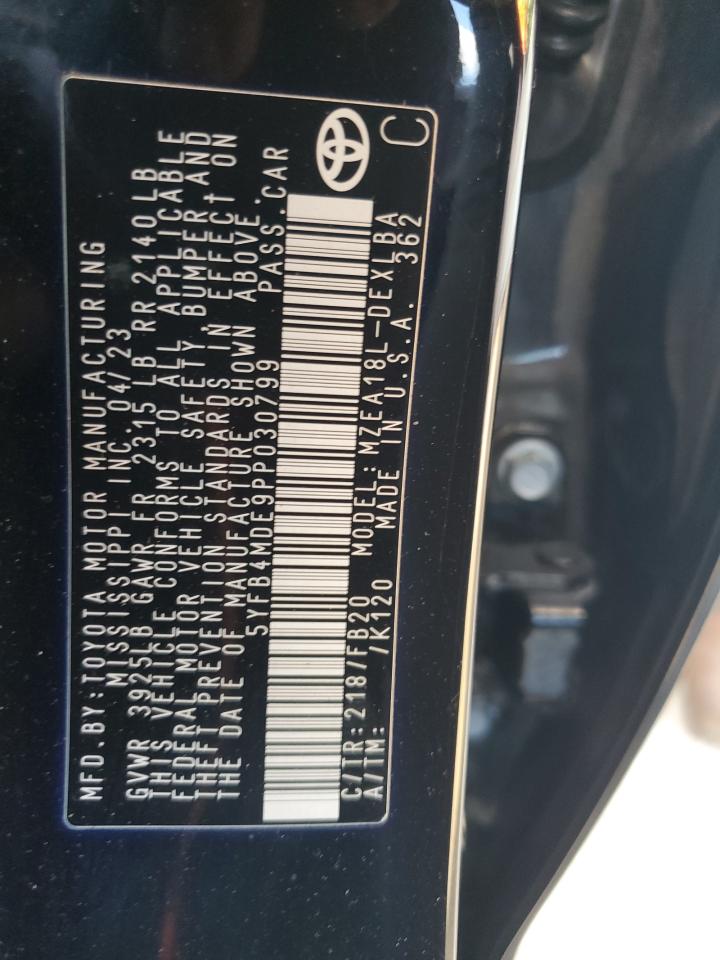 MFD.BY:TOYOTA MOTOR MANUFACTURING
MISSISSIPPI INC. 04/23
GVWR 3925LB GAWR FR 2315 LB RR 2140LB
THIS VEHICLE CONFORMS TO ALL APPLICABLE
FEDERAL MOTOR VEHICLE SAFETY, BUMPER AND
THEFT PREVENTION STANDARDS IN EFFECT ON
THE DATE OF MANUFACTURE SHOWN ABOVE.
5YFB4MDE9PP030799 PASS.CAR
C/TR:218/FB20 MODEL:MZEA18L-DEXLBA
A/TM: /K120 MADE IN U.S.A. 362
C